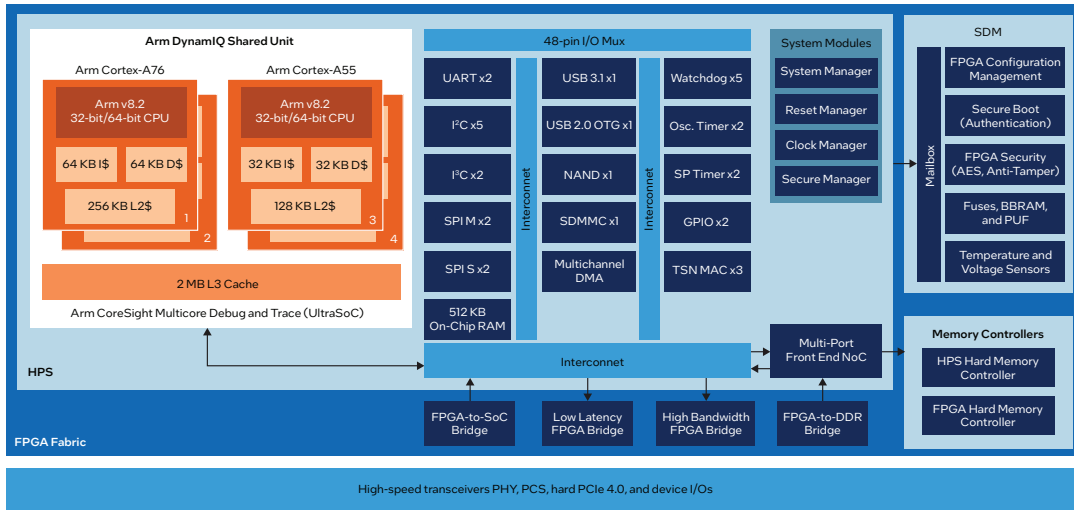 Arm DynamIQ Shared Unit
Arm Cortex-A76
Arm v8.2
32-bit/64-bit CPU
64 KB I$
64 KB D$
256 KB L2$
1
2
Arm Cortex-A55
Arm v8.2
32-bit/64-bit CPU
32 KB I$
32 KB D$
128 KB L2$
3
4
2 MB L3 Cache
Arm CoreSight Multicore Debug and Trace (UltraSoC)
HPS
FPGA Fabric
48-pin I/O Mux
UART x2
I²C x5
I³C x2
SPI M x2
SPI S x2
512 KB
On-Chip RAM
Interconnet
USB 3.1 x1
USB 2.0 OTG x1
NAND x1
SDMMC x1
Multichannel
DMA
Interconnet
Watchdog x5
Osc. Timer x2
SP Timer x2
GPIO x2
TSN MAC x3
Interconnet
System Modules
System Manager
Reset Manager
Clock Manager
Secure Manager
Multi-Port
Front End NoC
FPGA-to-SoC
Bridge
Low Latency
FPGA Bridge
High Bandwidth
FPGA Bridge
FPGA-to-DDR
Bridge
SDM
Mailbox
FPGA Configuration
Management
Secure Boot
(Authentication)
FPGA Security
(AES, Anti-Tamper)
Fuses, BBRAM,
and PUF
Temperature and
Voltage Sensors
Memory Controllers
HPS Hard Memory
Controller
FPGA Hard Memory
Controller
High-speed transceivers PHY, PCS, hard PCIe 4.0, and device I/Os